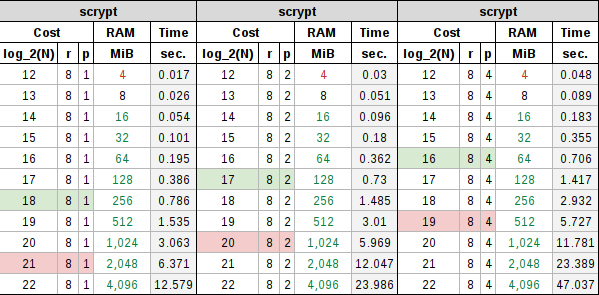 scrypt scrypt scrypt
Cost RAM Time Cost RAM Time Cost RAM Time
log_2(N) r p MiB sec. log_2(N) r p MiB sec. log_2(N) r p MiB sec.
12 8 1 4 0.017 12 8 2 4 0.03 12 8 4 4 0.048
13 8 1 8 0.026 13 8 2 8 0.051 13 8 4 8 0.089
14 8 1 16 0.054 14 8 2 16 0.096 14 8 4 16 0.183
15 8 1 32 0.101 15 8 2 32 0.18 15 8 4 32 0.355
16 8 1 64 0.195 16 8 2 64 0.362 16 8 4 64 0.706
17 8 1 128 0.386 17 8 2 128 0.73 17 8 4 128 1.417
18 8 1 256 0.786 18 8 2 256 1.485 18 8 4 256 2.932
19 8 1 512 1.535 19 8 2 512 3.01 19 8 4 512 5.727
20 8 1 1,024 3.063 20 8 2 1,024 5.969 20 8 4 1,024 11.781
21 8 1 2,048 6.371 21 8 2 2,048 12.047 21 8 4 2,048 23.389
22 8 1 4,096 12.579 22 8 2 4,096 23.986 22 8 4 4,096 47.037